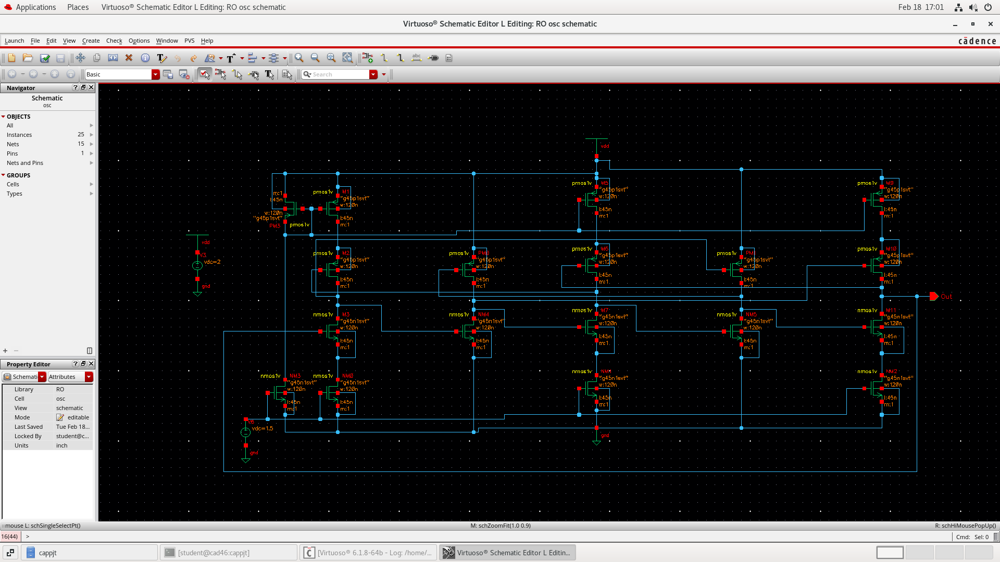 Applications Places Virtuoso® Schematic Editor L Editing: RO osc schematic Feb 18 17:01
Virtuoso® Schematic Editor L Editing: RO osc schematic
Launch File Edit View Create Check Options Window PVS Help cādence
Basic Search
Navigator
Schematic
osc
OBJECTS
All
Instances 25
Nets 15
Pins 1
Nets and Pins
GROUPS
Cells
Types
Property Editor
Schemati Attributes
Library RO
Cell osc
View schematic
Mode editable
Last Saved Tue Feb 18...
Locked By student@c...
Units inch
vdd
V3
vdc=2
gnd
m:1
l:45n
w:120n
"g45p1svt"
PM3
pmos1v
pmos1v M1
"g45p1svt"
w:120n
l:45n
m:1
vdd
pmos1v
"g45p1svt"
w:120n
l:45n
m:1
pmos1v M9
"g45p1svt"
w:120n
l:45n
m:1
pmos1v M2
"g45p1svt"
w:120n
l:45n
m:1
pmos1v
"g45p1svt"
w:120n
l:45n
m:1
pmos1v
"g45p1svt"
w:120n
l:45n
m:1
pmos1v
"g45p1svt"
w:120n
l:45n
m:1
pmos1v M10
"g45p1svt"
w:120n
l:45n
m:1
Out
nmos1v M3
"g45n1svt"
w:120n
l:45n
m:1
nmos1v NM4
"g45n1svt"
w:120n
l:45n
m:1
nmos1v M7
"g45n1svt"
w:120n
l:45n
m:1
nmos1v
"g45n1svt"
w:120n
l:45n
m:1
nmos1v M11
"g45n1svt"
w:120n
l:45n
m:1
nmos1v NM3
"g45n1svt"
w:120n
l:45n
m:1
nmos1v NM0
"g45n1svt"
w:120n
l:45n
m:1
nmos1v NM1
"g45n1svt"
w:120n
l:45n
m:1
nmos1v NM2
"g45n1svt"
w:120n
l:45n
m:1
V6
vdc=1.5
gnd
gnd
mouse L: schSingleSelectPt() M: schZoomFit(1.0 0.9) R: schHiMousePopUp()
16(44) > Cmd: Sel: 0
cappjt [student@cad46:cappjt] [Virtuoso® 6.1.8-64b - Log: /home/... Virtuoso® Schematic Editor L Editin...